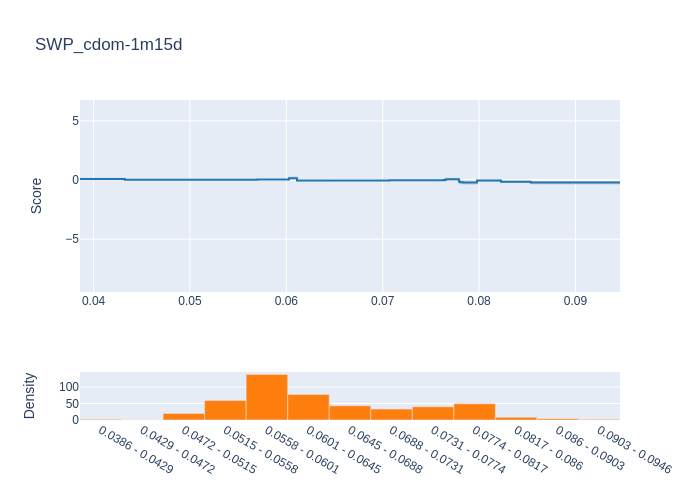 SWP_cdom-1m15d
Score
5
0
−5
0.04
0.05
0.06
0.07
0.08
0.09
Density
100
50
0
0.0386 - 0.0429
0.0429 - 0.0472
0.0472 - 0.0515
0.0515 - 0.0558
0.0558 - 0.0601
0.0601 - 0.0645
0.0645 - 0.0688
0.0688 - 0.0731
0.0731 - 0.0774
0.0774 - 0.0817
0.0817 - 0.086
0.086 - 0.0903
0.0903 - 0.0946